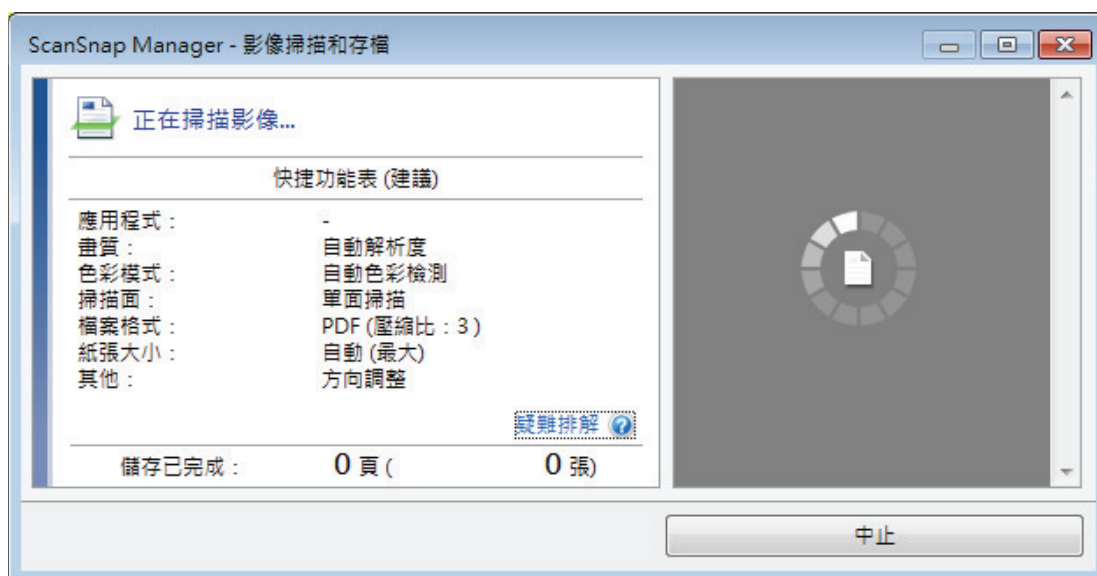 ScanSnap Manager - 影像掃描和存檔
正在掃描影像...
快捷功能表 (建議)
應用程式： -
畫質： 自動解析度
色彩模式： 自動色彩檢測
掃描面： 單面掃描
檔案格式： PDF (壓縮比：3)
紙張大小： 自動 (最大)
其他： 方向調整
疑難排解
儲存已完成： 0 頁 ( 0 張)
中止